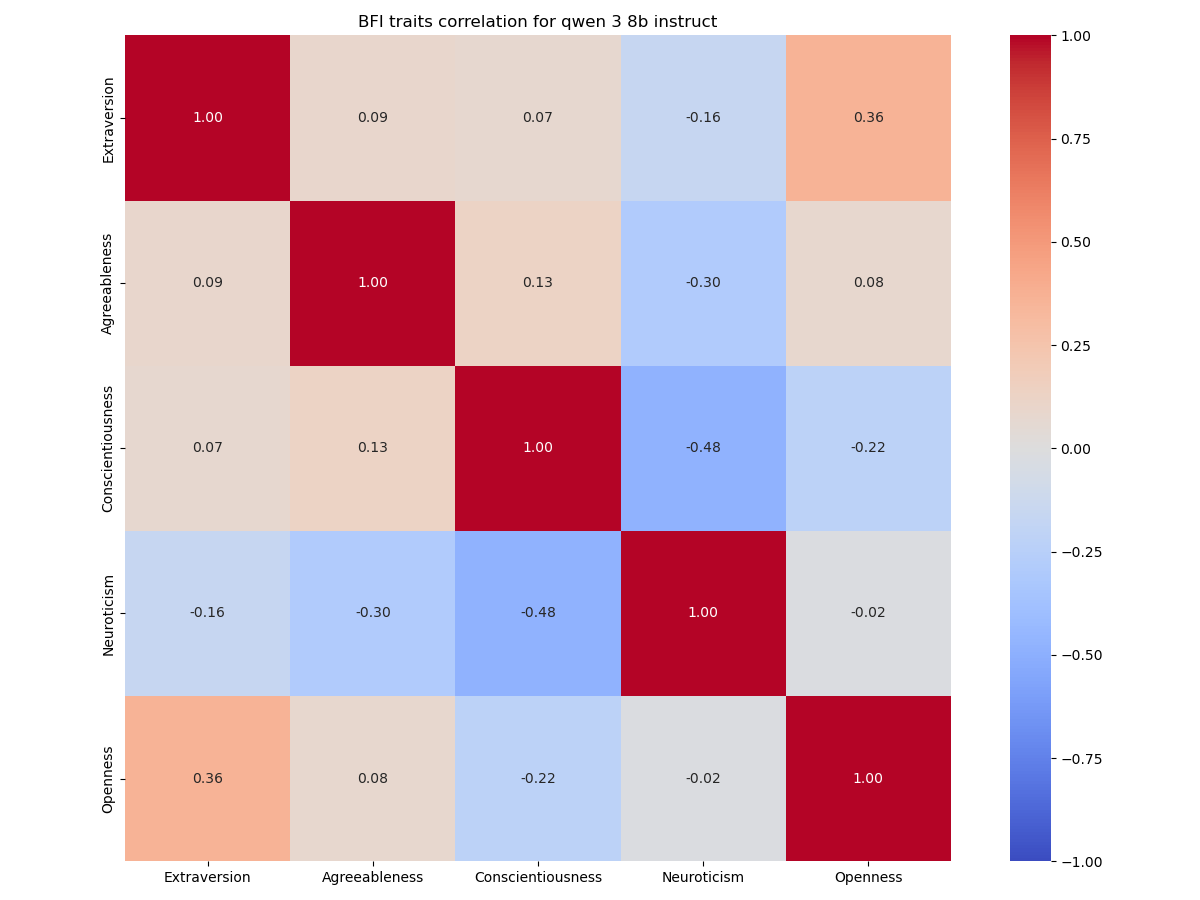 BFI traits correlation for qwen 3 8b instruct
Extraversion 1.00 0.09 0.07 -0.16 0.36
Agreeableness 0.09 1.00 0.13 -0.30 0.08
Conscientiousness 0.07 0.13 1.00 -0.48 -0.22
Neuroticism -0.16 -0.30 -0.48 1.00 -0.02
Openness 0.36 0.08 -0.22 -0.02 1.00
Extraversion Agreeableness Conscientiousness Neuroticism Openness
1.00
0.75
0.50
0.25
0.00
−0.25
−0.50
−0.75
−1.00